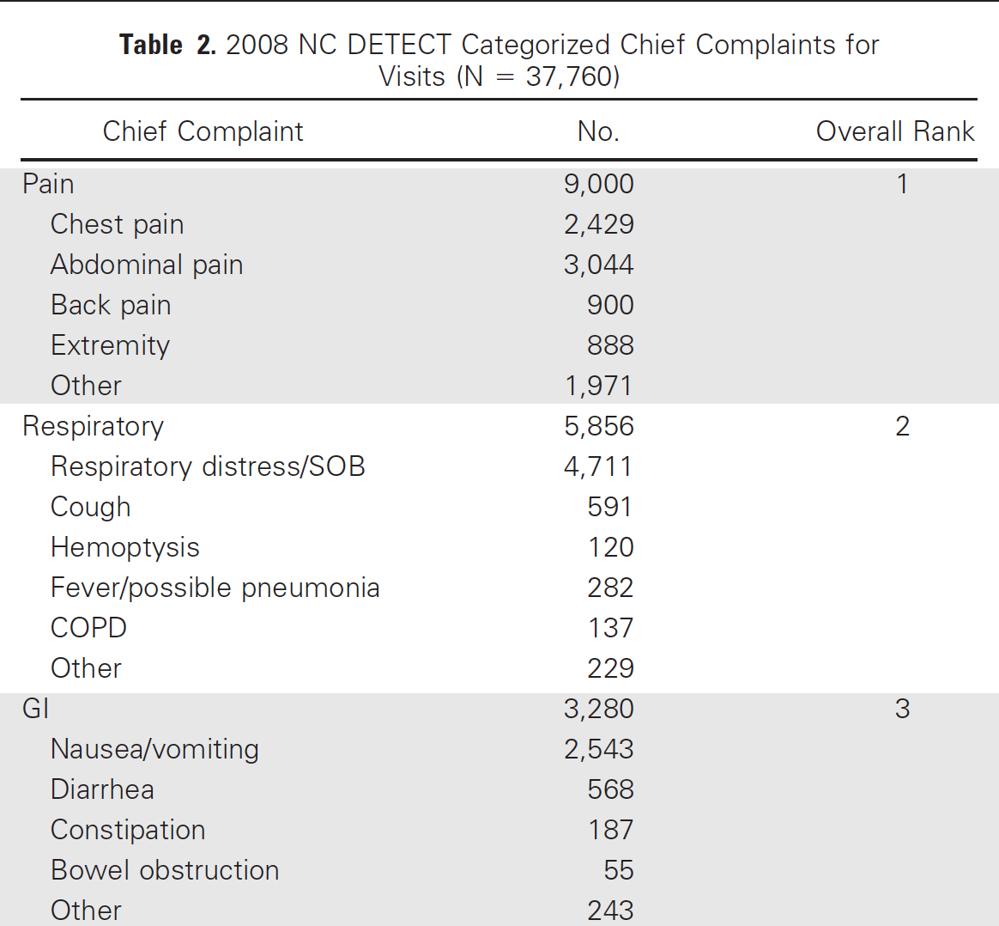 Table 2. 2008 NC DETECT Categorized Chief Complaints for
Visits (N = 37,760)
Chief Complaint No. Overall Rank
Pain 9,000 1
Chest pain 2,429
Abdominal pain 3,044
Back pain 900
Extremity 888
Other 1,971
Respiratory 5,856 2
Respiratory distress/SOB 4,711
Cough 591
Hemoptysis 120
Fever/possible pneumonia 282
COPD 137
Other 229
GI 3,280 3
Nausea/vomiting 2,543
Diarrhea 568
Constipation 187
Bowel obstruction 55
Other 243